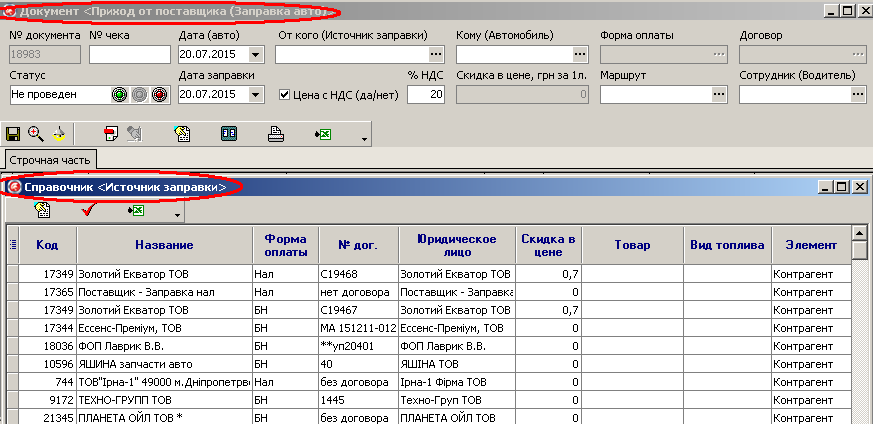 Документ <Приход от поставщика (Заправка авто)>
№ документа № чека Дата (авто) От кого (Источник заправки) Кому (Автомобиль) Форма оплаты Договор
18983 20.07.2015
Статус Дата заправки % НДС Скидка в цене, грн за 1л. Маршрут Сотрудник (Водитель)
Не проведен 20.07.2015 Цена с НДС (да/нет) 20 0
Строчная часть
Справочник <Источник заправки>
Код Название Форма оплаты № дог. Юридическое лицо Скидка в цене Товар Вид топлива Элемент
17349 Золотий Екватор ТОВ Нал С19468 Золотий Екватор ТОВ 0,7 Контрагент
17365 Поставщик - Заправка нал Нал нет договора Поставщик - Заправка 0 Контрагент
17349 Золотий Екватор ТОВ БН С19467 Золотий Екватор ТОВ 0,7 Контрагент
17344 Ессенс-Преміум, ТОВ БН МА 151211-012 Ессенс-Преміум, ТОВ 0 Контрагент
18036 ФОП Лаврик В.В. БН **уп20401 ФОП Лаврик В.В. 0 Контрагент
10596 ЯШИНА запчасти авто БН 40 ЯШІНА ТОВ 0 Контрагент
744 ТОВ"Ірна-1" 49000 м.Дніпропетрво Нал без договора Ірна-1 Фірма ТОВ 0 Контрагент
9172 ТЕХНО-ГРУПП ТОВ БН 1445 Техно-Груп ТОВ 0 Контрагент
21345 ПЛАНЕТА ОЙЛ ТОВ * БН без договора ПЛАНЕТА ОЙЛ ТОВ 0 Контрагент